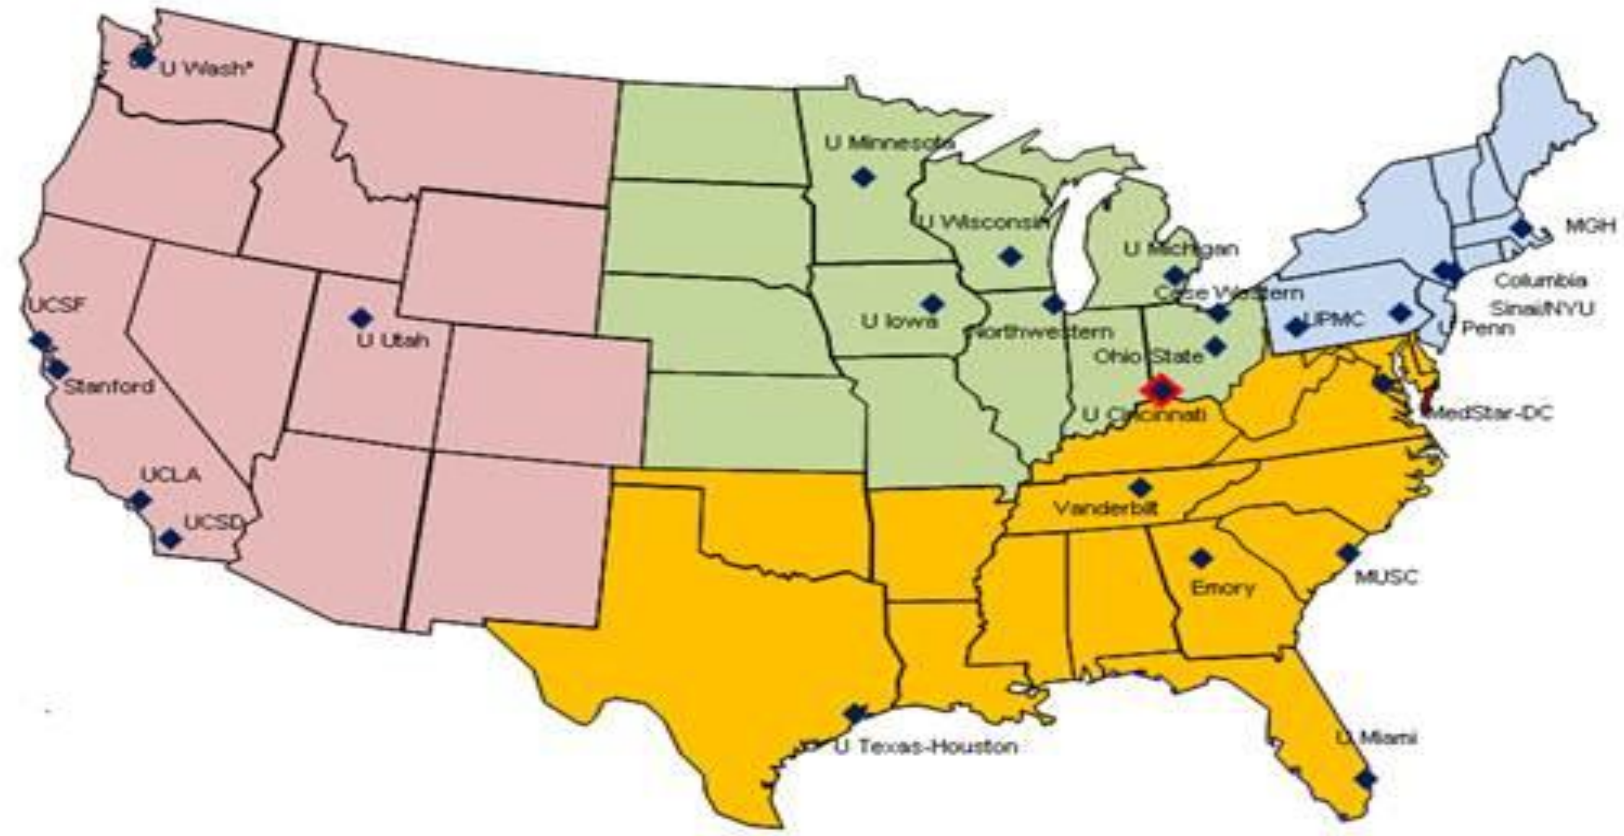 U Wash*
U Minnesota
U Wisconsin
MGH
U Michigan
Columbia
Case Western
UCSF
Sinai/NYU
U Iowa
Northwestern
UPMC
U Penn
U Utah
Ohio State
Stanford
U Cincinnati
MedStar-DC
UCLA
Vanderbilt
UCSD
MUSC
Emory
U Miami
U Texas-Houston